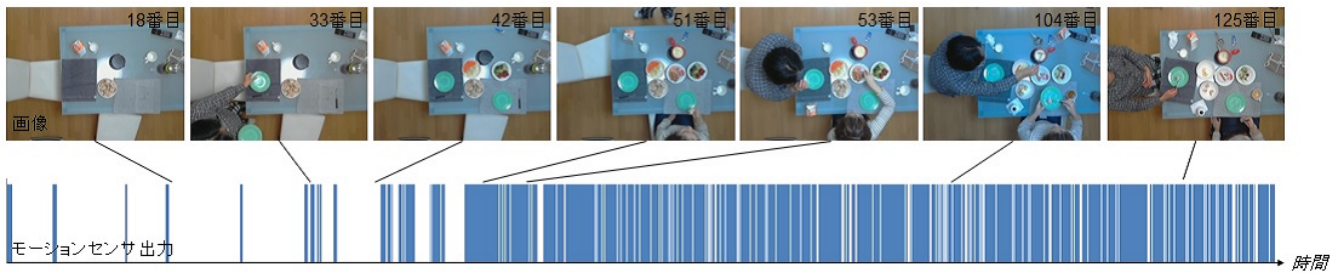 18番目
33番目
42番目
51番目
53番目
104番目
125番目
画像
モーションセンサ出力
時間